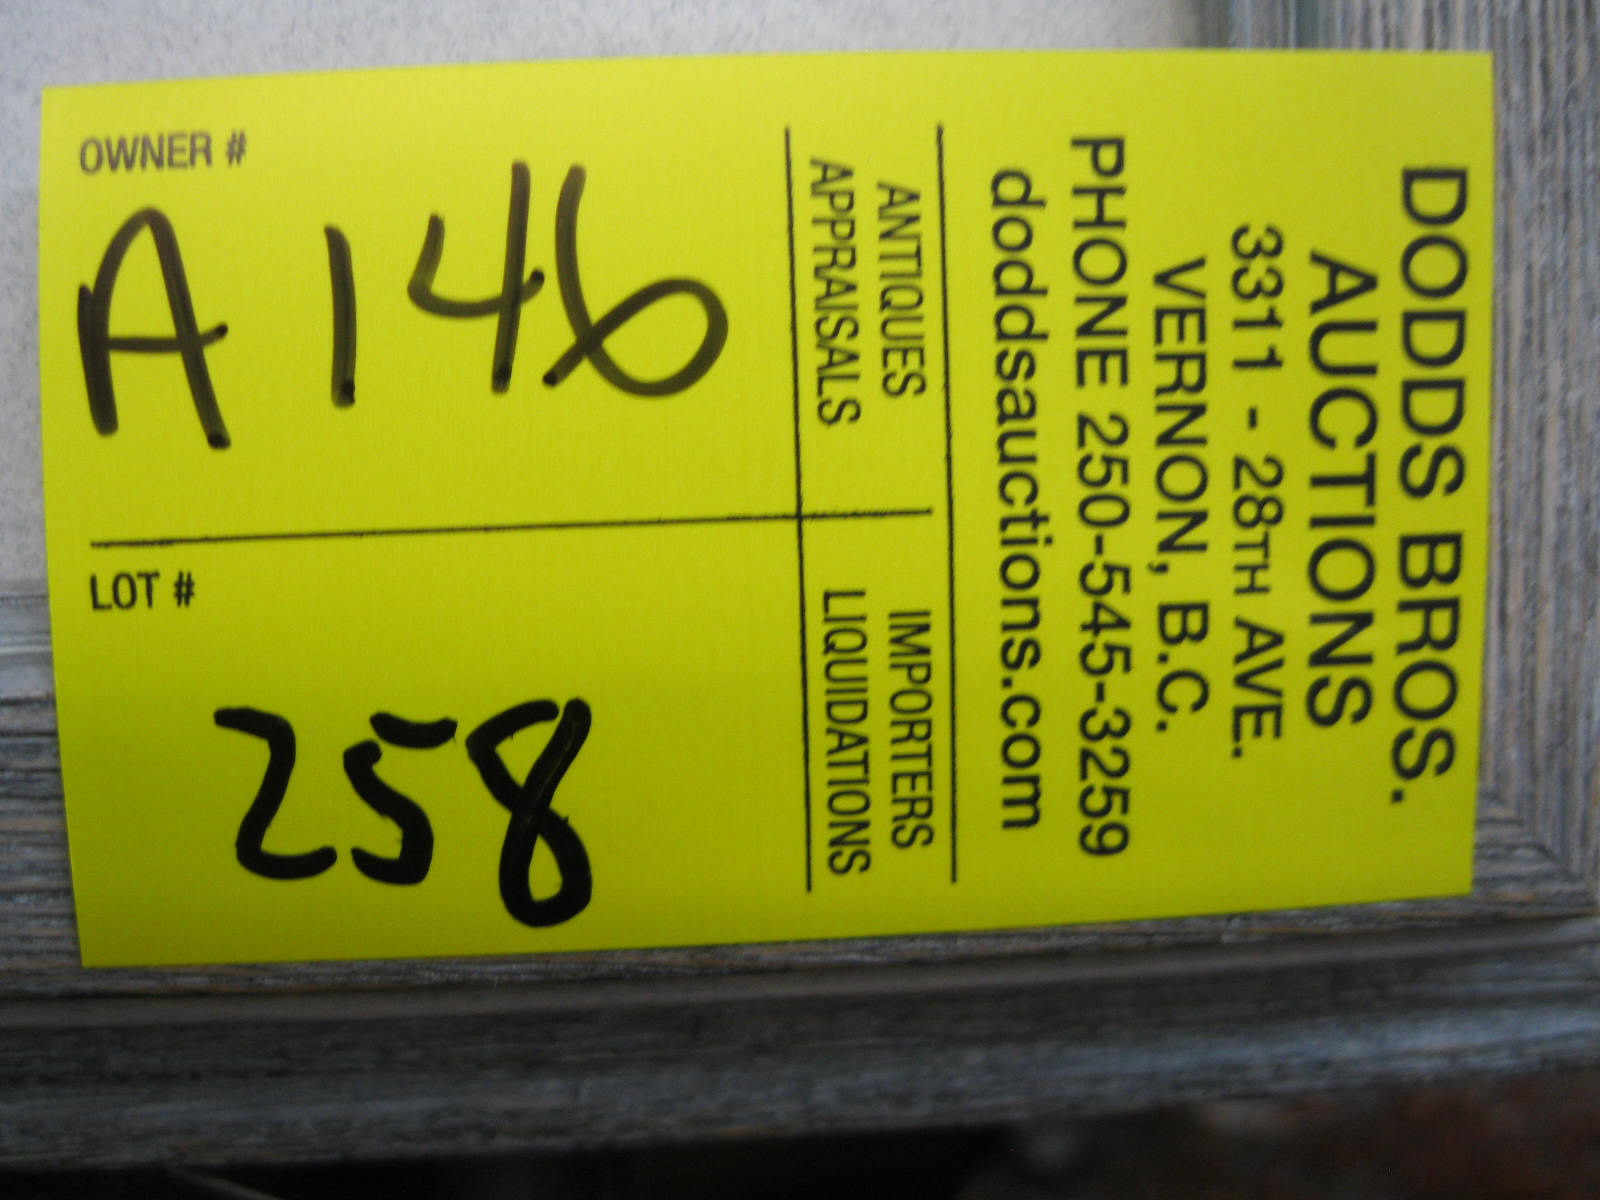 DODDS BROS.
AUCTIONS
3311 - 28TH AVE.
VERNON, B.C.
PHONE 250-545-3259
doddsauctions.com
ANTIQUES
APPRAISALS
IMPORTERS
LIQUIDATIONS
OWNER #
A 146
LOT #
258